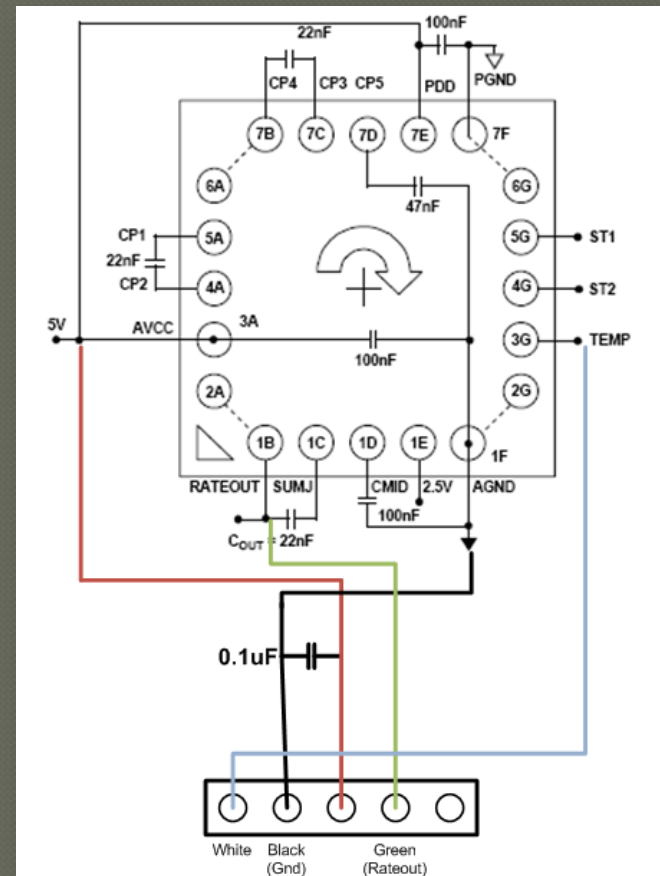 100nF
22nF
PGND
CP4 CP3 CP5 PDD
7B 7C 7D 7E 7F
6A 6G
47nF
CP1 5A 5G ST1
22nF
CP2 4A 4G ST2
5V AVCC 3A 3G TEMP
100nF
2A 2G
1B 1C 1D 1E 1F
RATEOUT SUMJ CMID 2.5V AGND
100nF
COUT = 22nF
0.1uF
White Black Green
(Gnd) (Rateout)